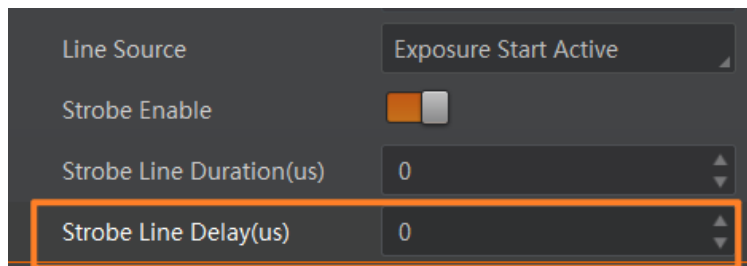 Line Source Exposure Start Active
Strobe Enable
Strobe Line Duration(us) 0
Strobe Line Delay(us) 0